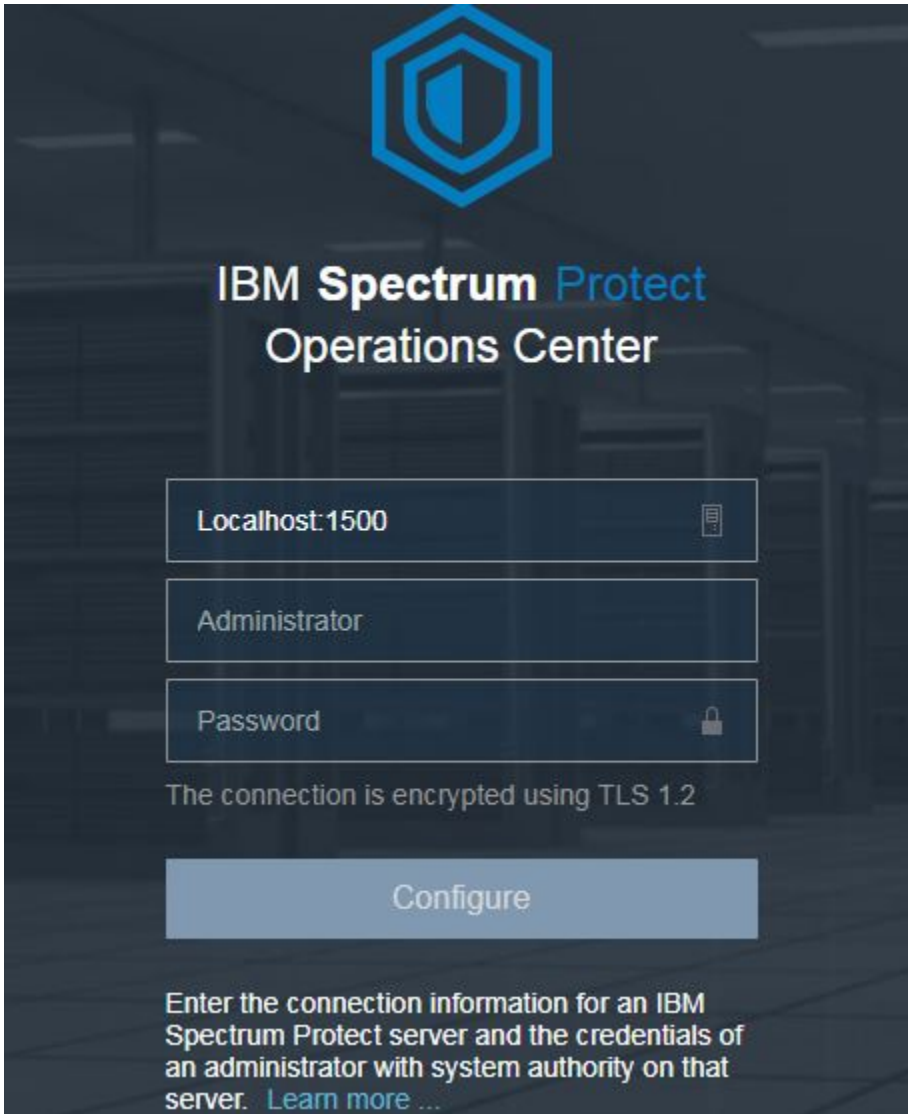 IBM Spectrum Protect
Operations Center
Localhost:1500
Administrator
Password
The connection is encrypted using TLS 1.2
Configure
Enter the connection information for an IBM
Spectrum Protect server and the credentials of
an administrator with system authority on that
server. Learn more ...